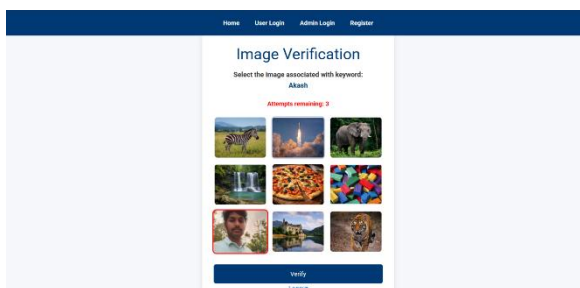 Home User Login Admin Login Register
Image Verification
Select the image associated with keyword:
Akash
Attempts remaining: 3
Verify